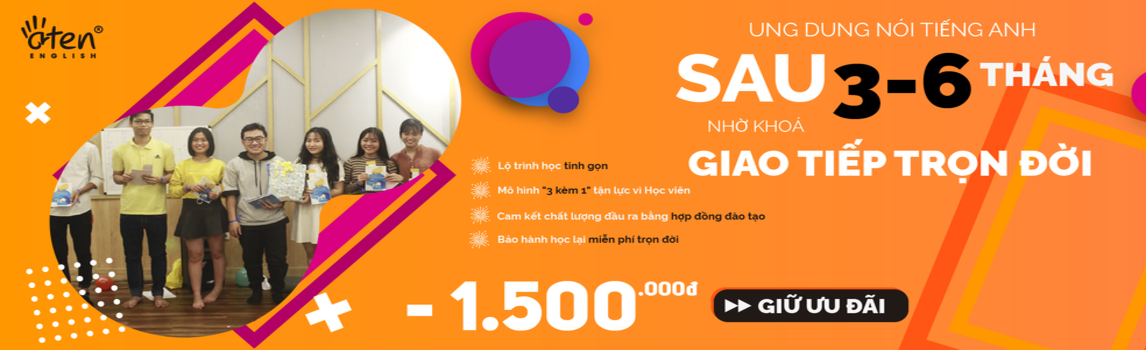 aten®
ENGLISH
UNG DUNG NÓI TIẾNG ANH
SAU 3-6 THÁNG
NHỜ KHOÁ
GIAO TIẾP TRỌN ĐỜI
Lộ trình học tinh gọn
Mô hình "3 kèm 1" tận lực vì Học viên
Cam kết chất lượng đầu ra bằng hợp đồng đào tạo
Bảo hành học lại miễn phí trọn đời
- 1.500.000đ
GIỮ ƯU ĐÃI